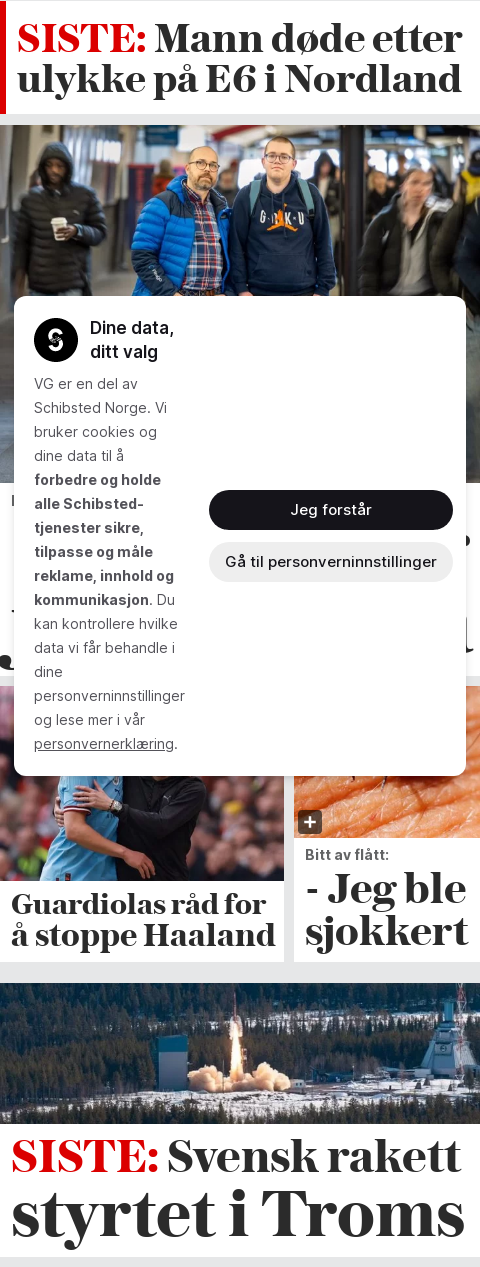 SISTE: Mann døde etter
ulykke på E6 i Nordland
Dine data,
ditt valg
VG er en del av
Schibsted Norge. Vi
bruker cookies og
dine data til å
forbedre og holde
alle Schibsted-
tjenester sikre,
tilpasse og måle
reklame, innhold og
kommunikasjon. Du
kan kontrollere hvilke
data vi får behandle i
dine
personverninnstillinger
og lese mer i vår
personvernerklæring.
Jeg forstår
Gå til personverninnstillinger
Bitt av flått:
- Jeg ble
sjokkert
Guardiolas råd for
å stoppe Haaland
SISTE: Svensk rakett
styrtet i Troms